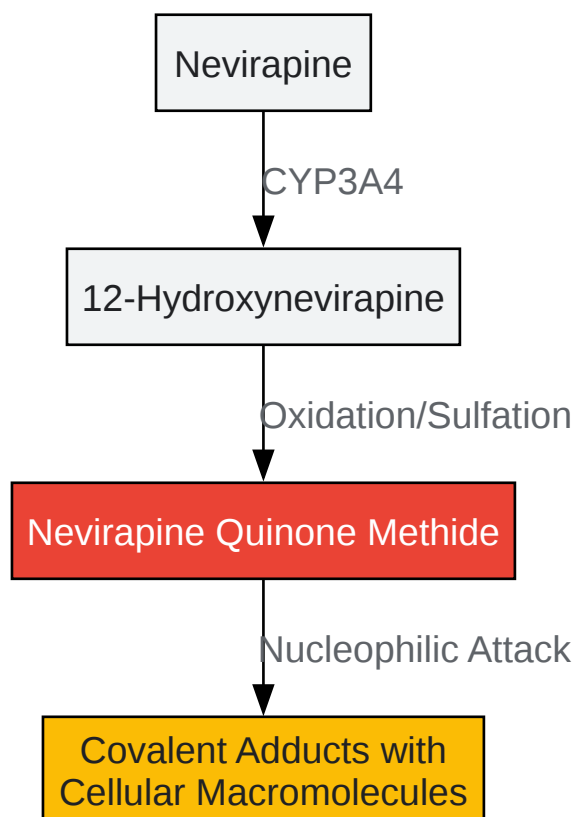 Nevirapine
CYP3A4
12-Hydroxynevirapine
Oxidation/Sulfation
Nevirapine Quinone Methide
Nucleophilic Attack
Covalent Adducts with
Cellular Macromolecules